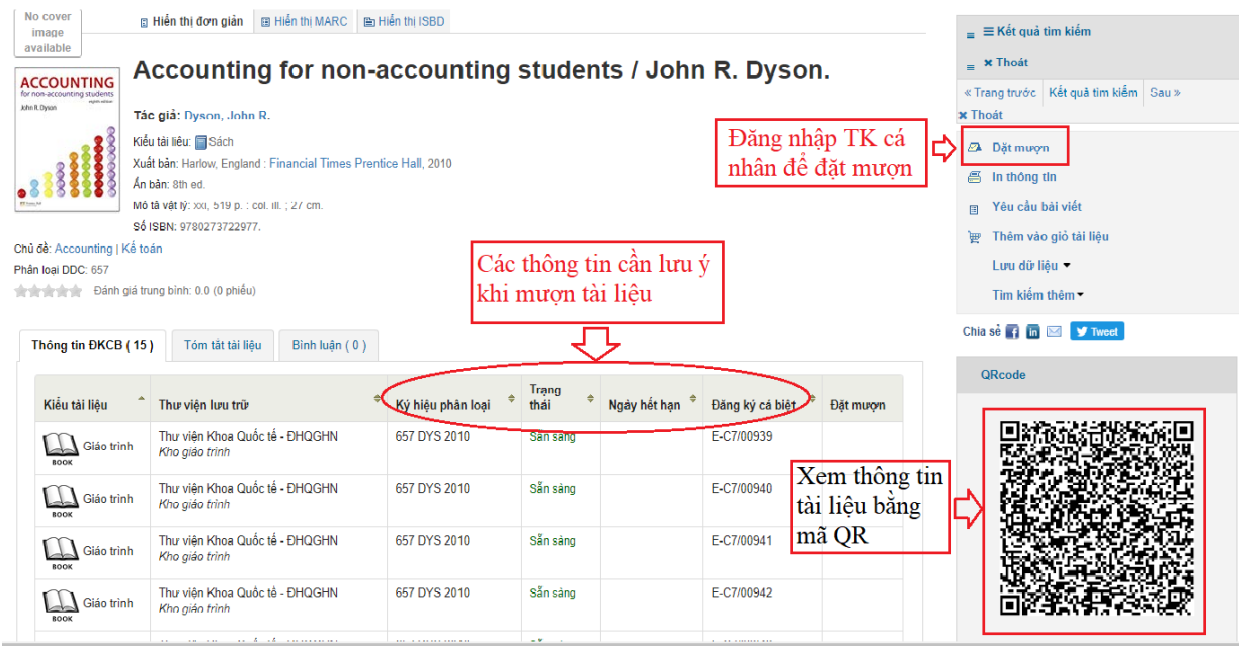 No cover
image
available
Hiển thị đơn giản
Hiển thị MARC
Hiển thị ISBD
ACCOUNTING
for non-accounting students
John R. Dyson
Accounting for non-accounting students / John R. Dyson.
Tác giả: Dyson, John R.
Kiểu tài liệu: Sách
Xuất bản: Harlow, England : Financial Times Prentice Hall, 2010
Ấn bản: 8th ed.
Mô tả vật lý: xxi, 519 p. : col. ill. ; 27 cm.
Số ISBN: 9780273722977.
Chủ đề: Accounting | Kế toán
Phân loại DDC: 657
Đánh giá trung bình: 0.0 (0 phiếu)
Kết quả tìm kiếm
Thoát
« Trang trước Kết quả tìm kiếm Sau »
Thoát
Đăng nhập TK cá
nhân để đặt mượn
Đặt mượn
In thông tin
Yêu cầu bài viết
Thêm vào giỏ tài liệu
Lưu dữ liệu
Tìm kiếm thêm
Chia sẻ
Tweet
Các thông tin cần lưu ý
khi mượn tài liệu
QRcode
Xem thông tin
tài liệu bằng
mã QR
Thông tin ĐKCB ( 15 )
Tóm tắt tài liệu
Bình luận ( 0 )
Kiểu tài liệu Thư viện lưu trữ Ký hiệu phân loại Trạng thái Ngày hết hạn Đăng ký cá biệt Đặt mượn
BOOK Giáo trình Thư viện Khoa Quốc tế - ĐHQGHN 657 DYS 2010 Sẵn sàng E-C7/00939
Kho giáo trình
BOOK Giáo trình Thư viện Khoa Quốc tế - ĐHQGHN 657 DYS 2010 Sẵn sàng E-C7/00940
Kho giáo trình
BOOK Giáo trình Thư viện Khoa Quốc tế - ĐHQGHN 657 DYS 2010 Sẵn sàng E-C7/00941
Kho giáo trình
BOOK Giáo trình Thư viện Khoa Quốc tế - ĐHQGHN 657 DYS 2010 Sẵn sàng E-C7/00942
Kho giáo trình